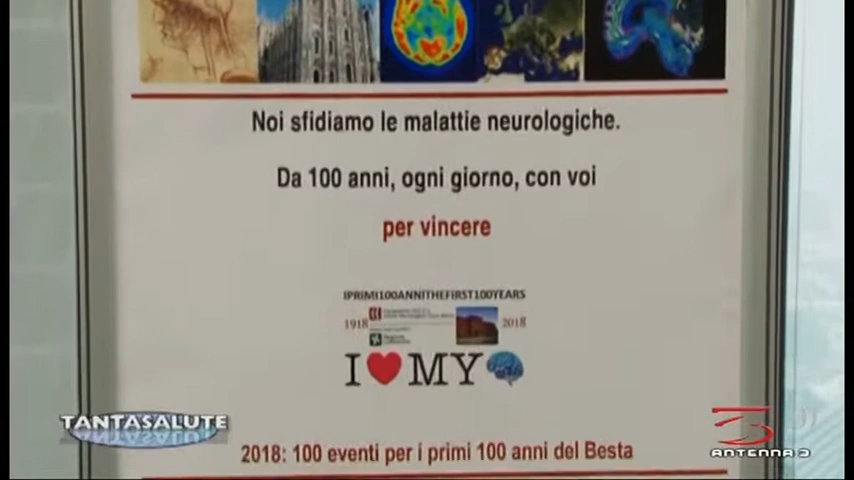 Noi sfidiamo le malattie neurologiche.
Da 100 anni, ogni giorno, con voi
per vincere
IPRIMI100ANNITHEFIRST100YEARS
1918
2018
I MY
2018: 100 eventi per i primi 100 anni del Besta
TANTASALUTE
3
ANTENNA 3